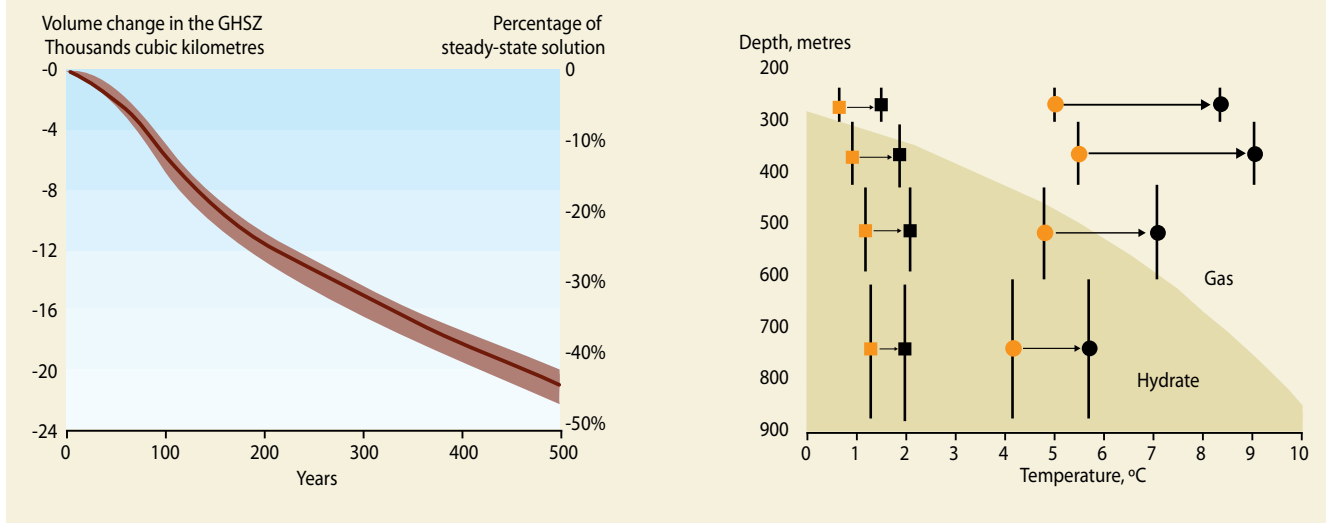 Volume change in the GHSZ
Thousands cubic kilometres
Percentage of
steady-state solution
-0
-4
-8
-12
-16
-20
-24
0
-10%
-20%
-30%
-40%
-50%
0 100 200 300 400 500
Years
Depth, metres
200
300
400
500
600
700
800
900
Gas
Hydrate
0 1 2 3 4 5 6 7 8 9 10
Temperature, ºC